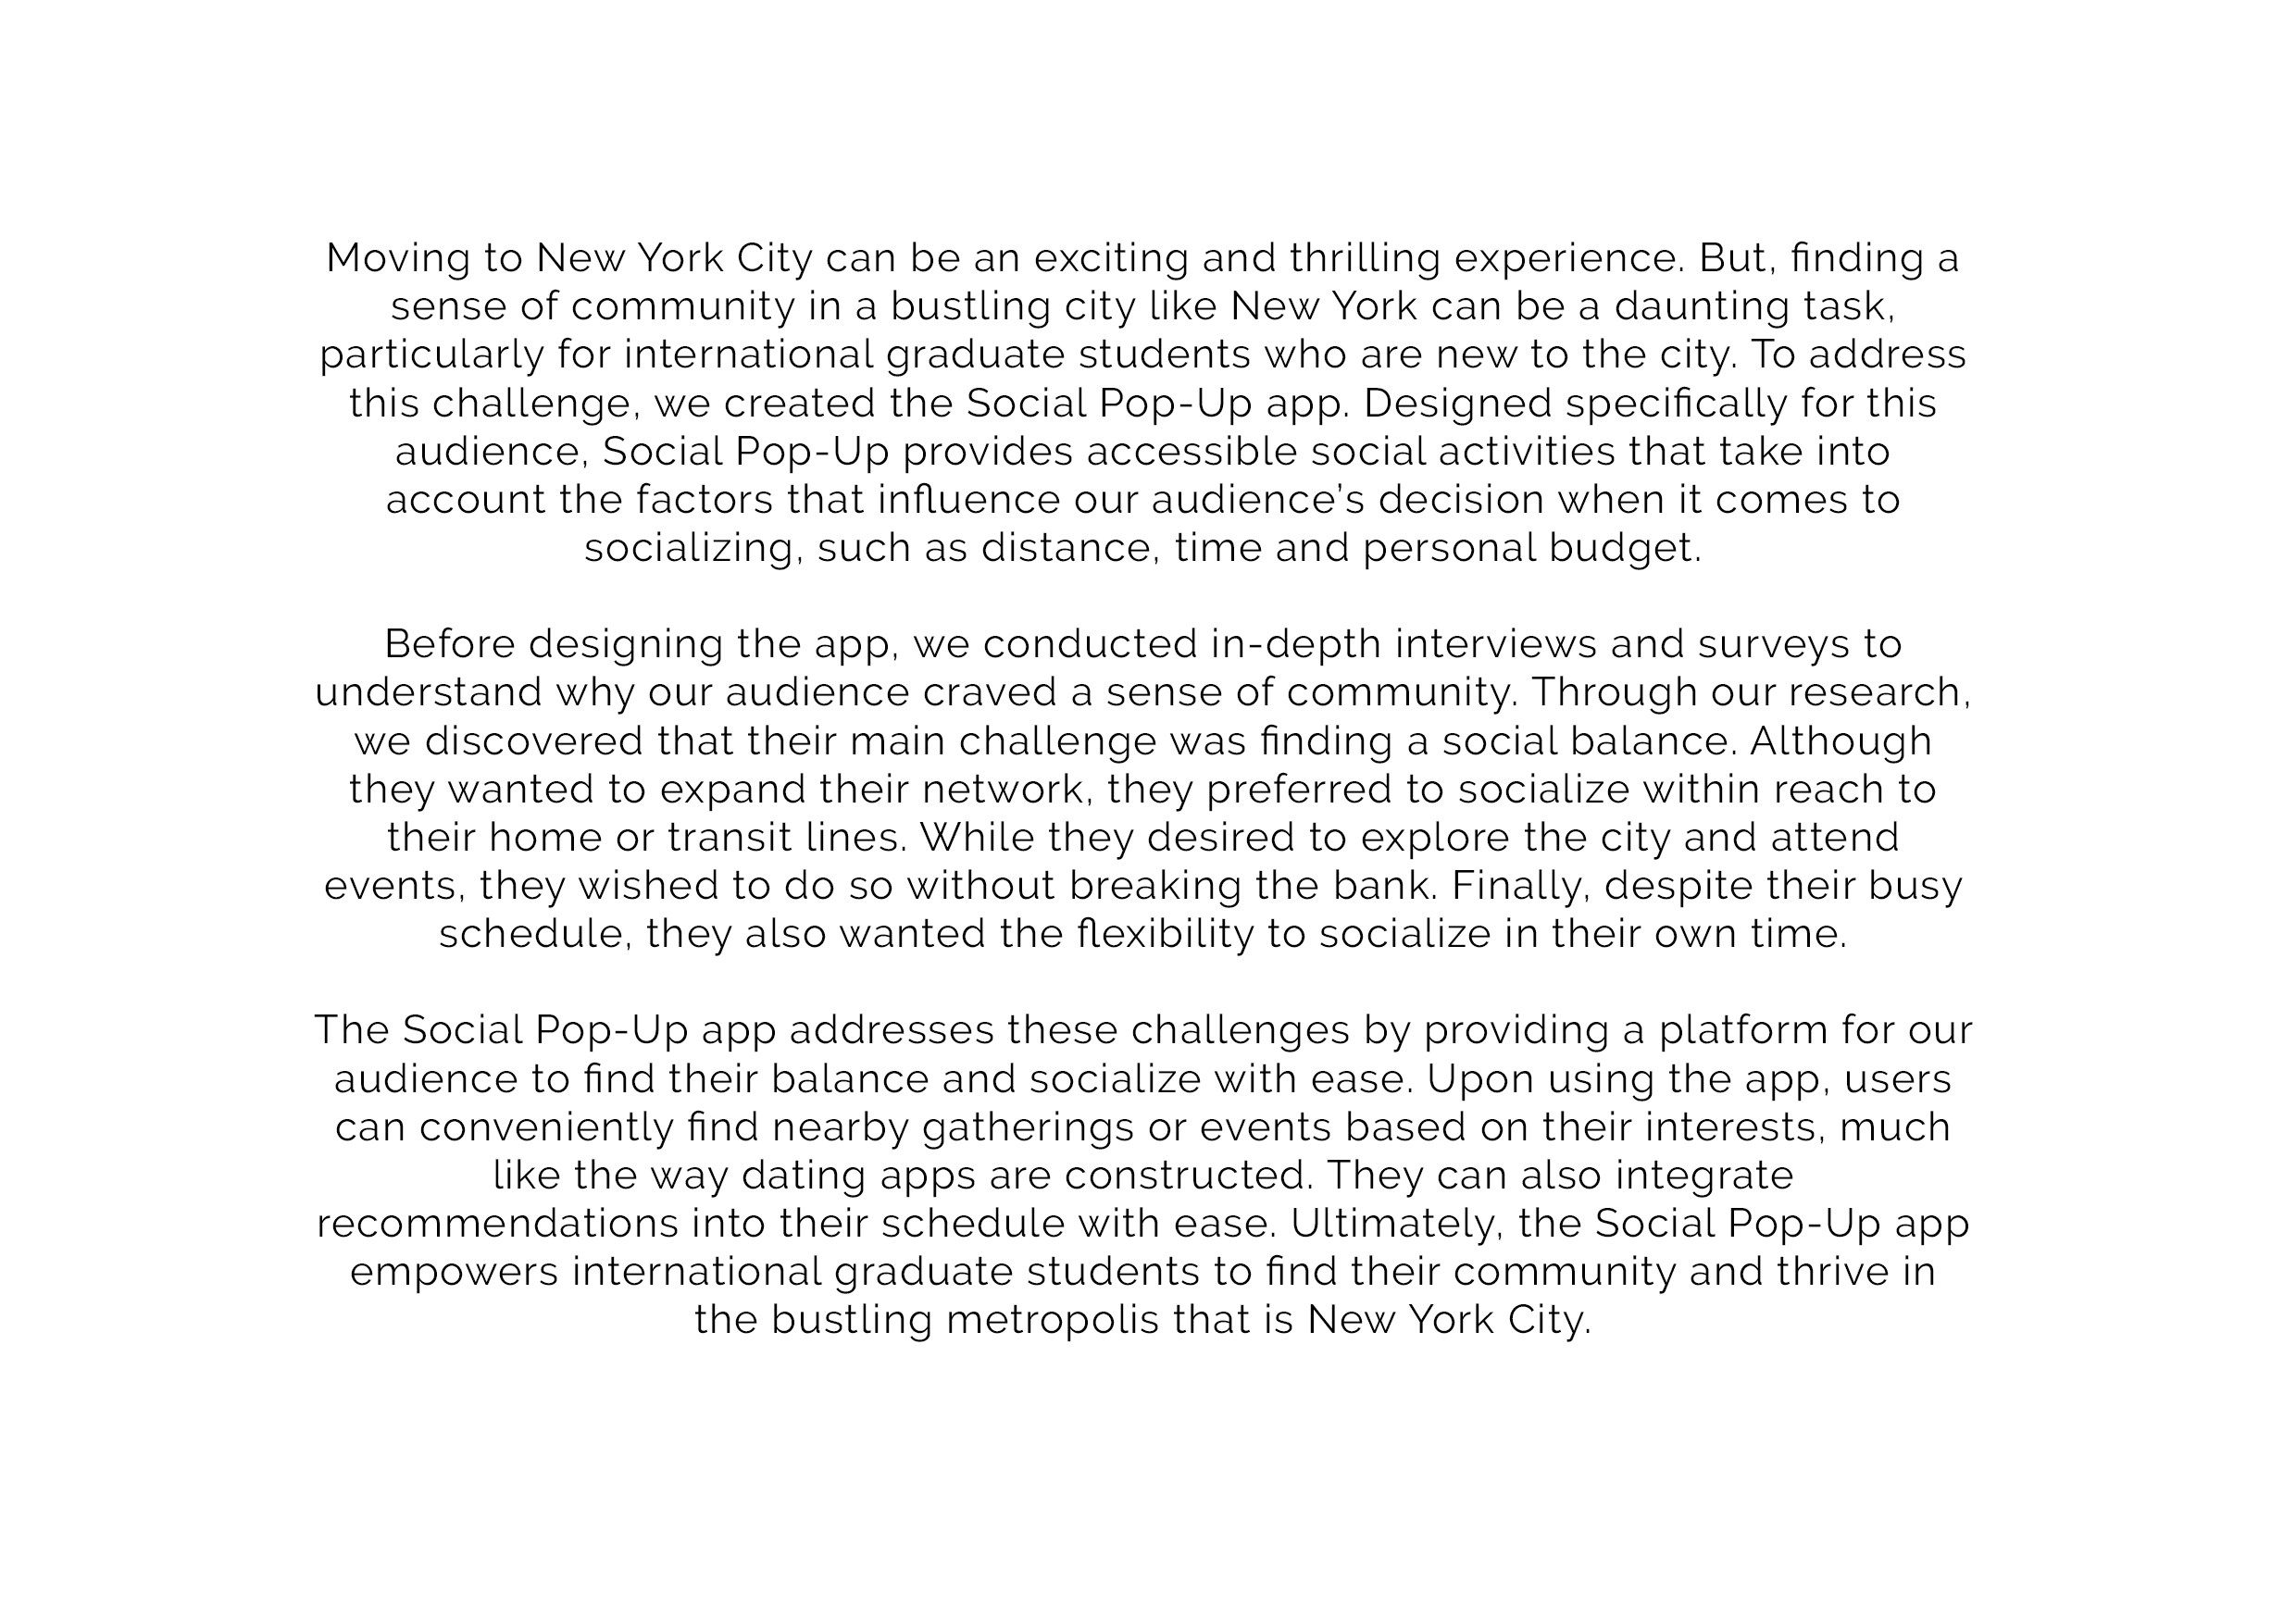 Moving to New York City can be an exciting and thrilling experience. But, finding a
sense of community in a bustling city like New York can be a daunting task,
particularly for international graduate students who are new to the city. To address
this challenge, we created the Social Pop-Up app. Designed specifically for this
audience, Social Pop-Up provides accessible social activities that take into
account the factors that influence our audience’s decision when it comes to
socializing, such as distance, time and personal budget.
Before designing the app, we conducted in-depth interviews and surveys to
understand why our audience craved a sense of community. Through our research,
we discovered that their main challenge was finding a social balance. Although
they wanted to expand their network, they preferred to socialize within reach to
their home or transit lines. While they desired to explore the city and attend
events, they wished to do so without breaking the bank. Finally, despite their busy
schedule, they also wanted the flexibility to socialize in their own time.
The Social Pop-Up app addresses these challenges by providing a platform for our
audience to find their balance and socialize with ease. Upon using the app, users
can conveniently find nearby gatherings or events based on their interests, much
like the way dating apps are constructed. They can also integrate
recommendations into their schedule with ease. Ultimately, the Social Pop-Up app
empowers international graduate students to find their community and thrive in
the bustling metropolis that is New York City.